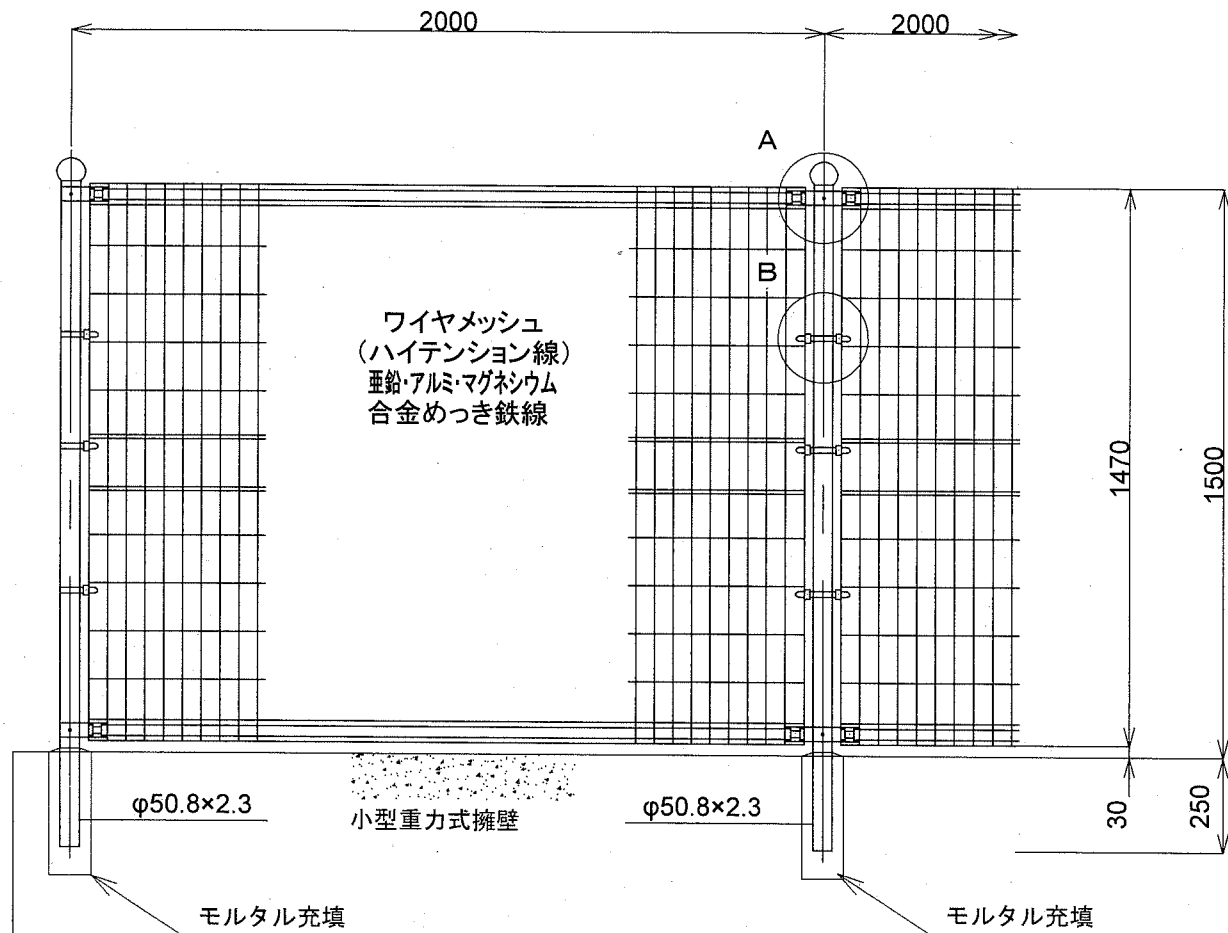 2000
2000
A
B
ワイヤメッシュ
(ハイテンション線)
亜鉛・アルミ・マグネシウム
合金めっき鉄線
1470
1500
φ50.8×2.3
小型重力式擁壁
φ50.8×2.3
30
250
モルタル充填
モルタル充填